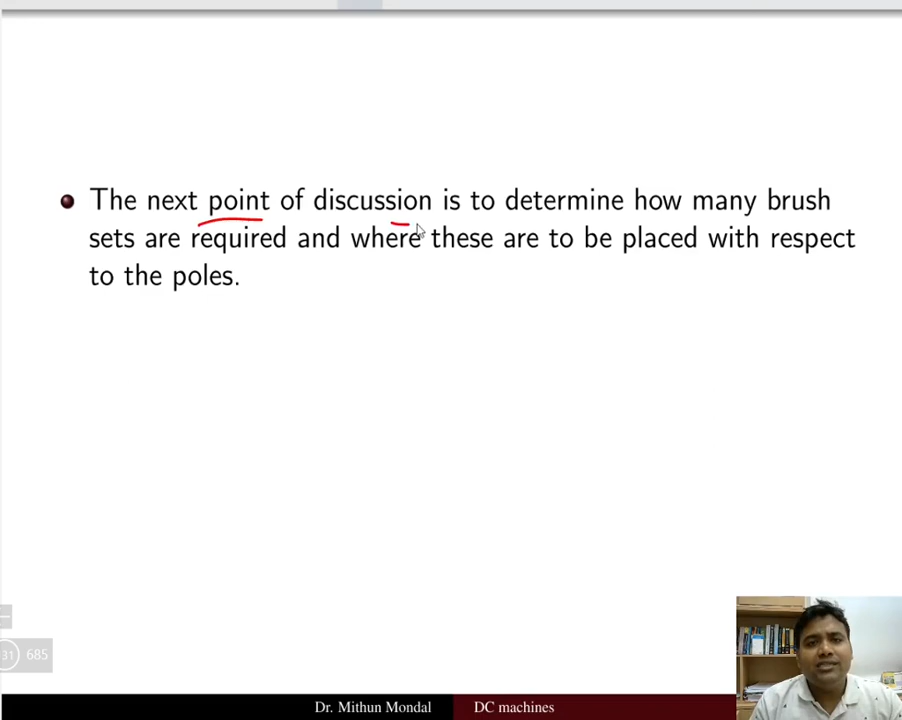 The next point of discussion is to determine how many brush
sets are required and where these are to be placed with respect
to the poles.
31 685
Dr. Mithun Mondal DC machines